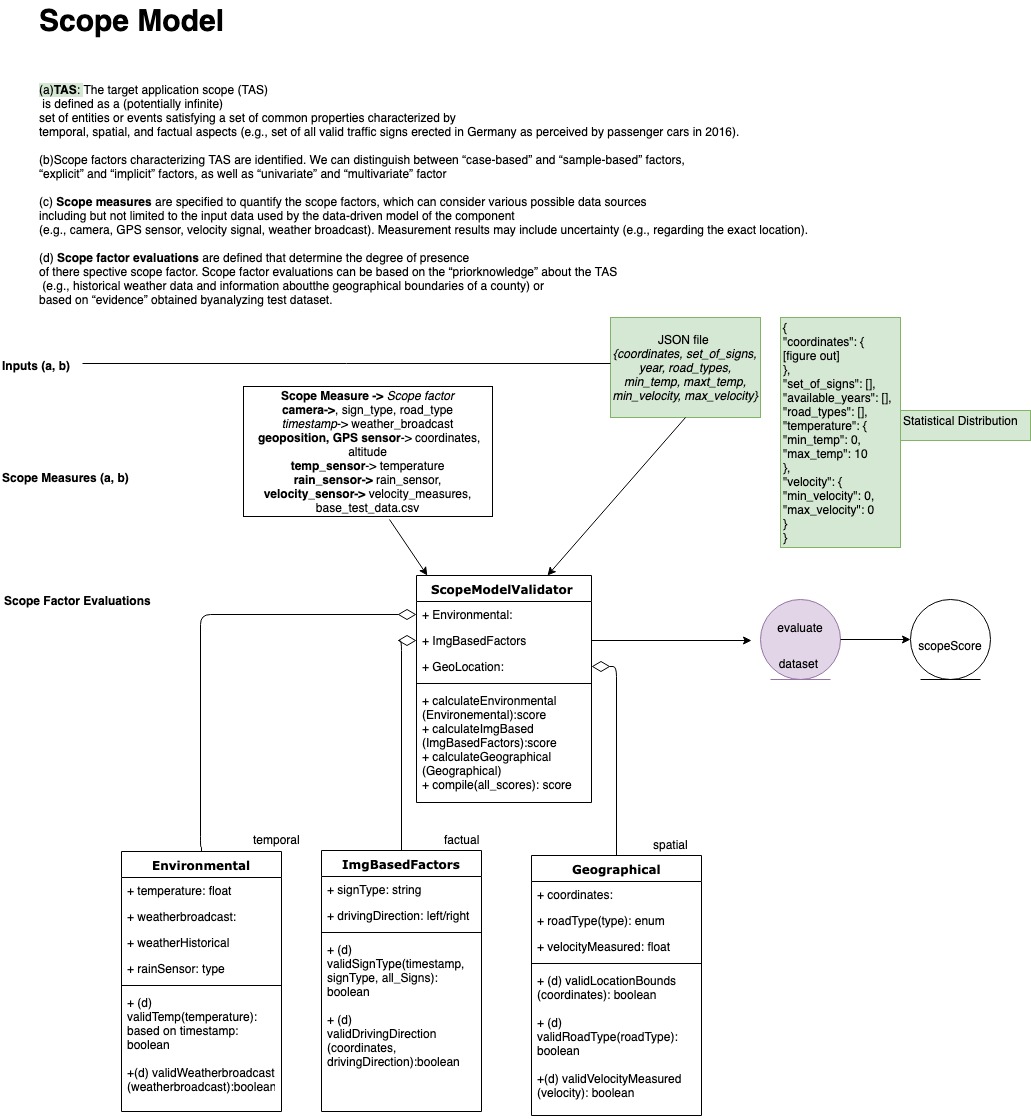 Scope Model
(a)TAS: The target application scope (TAS)
is defined as a (potentially infinite)
set of entities or events satisfying a set of common properties characterized by
temporal, spatial, and factual aspects (e.g., set of all valid traffic signs erected in Germany as perceived by passenger cars in 2016).
(b)Scope factors characterizing TAS are identified. We can distinguish between “case-based” and “sample-based” factors,
“explicit” and “implicit” factors, as well as “univariate” and “multivariate” factor
(c) Scope measures are specified to quantify the scope factors, which can consider various possible data sources
including but not limited to the input data used by the data-driven model of the component
(e.g., camera, GPS sensor, velocity signal, weather broadcast). Measurement results may include uncertainty (e.g., regarding the exact location).
(d) Scope factor evaluations are defined that determine the degree of presence
of there spective scope factor. Scope factor evaluations can be based on the “priorknowledge” about the TAS
(e.g., historical weather data and information aboutthe geographical boundaries of a county) or
based on “evidence” obtained byanalyzing test dataset.
Inputs (a, b)
JSON file
{coordinates, set_of_signs,
year, road_types,
min_temp, maxt_temp,
min_velocity, max_velocity}
{
"coordinates": {
[figure out]
},
"set_of_signs": [],
"available_years": [],
"road_types": [],
"temperature": {
"min_temp": 0,
"max_temp": 10
},
"velocity": {
"min_velocity": 0,
"max_velocity": 0
}
}
Statistical Distribution
Scope Measures (a, b)
Scope Measure -> Scope factor
camera->, sign_type, road_type
timestamp-> weather_broadcast
geoposition, GPS sensor-> coordinates,
altitude
temp_sensor-> temperature
rain_sensor-> rain_sensor,
velocity_sensor-> velocity_measures,
base_test_data.csv
Scope Factor Evaluations
ScopeModelValidator
+ Environmental:
+ ImgBasedFactors
+ GeoLocation:
+ calculateEnvironmental
(Environemental):score
+ calculateImgBased
(ImgBasedFactors):score
+ calculateGeographical
(Geographical)
+ compile(all_scores): score
evaluate
dataset
scopeScore
temporal
Environmental
+ temperature: float
+ weatherbroadcast:
+ weatherHistorical
+ rainSensor: type
+ (d)
validTemp(temperature):
based on timestamp:
boolean
+(d) validWeatherbroadcast
(weatherbroadcast):boolean
factual
ImgBasedFactors
+ signType: string
+ drivingDirection: left/right
+ (d)
validSignType(timestamp,
signType, all_Signs):
boolean
+ (d)
validDrivingDirection
(coordinates,
drivingDirection):boolean
spatial
Geographical
+ coordinates:
+ roadType(type): enum
+ velocityMeasured: float
+ (d) validLocationBounds
(coordinates): boolean
+ (d)
validRoadType(roadType):
boolean
+(d) validVelocityMeasured
(velocity): boolean